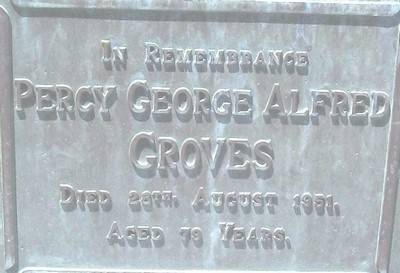 In Remembrance
Percy George Alfred
Groves
Died 26th. August 1951.
Aged 79 Years.